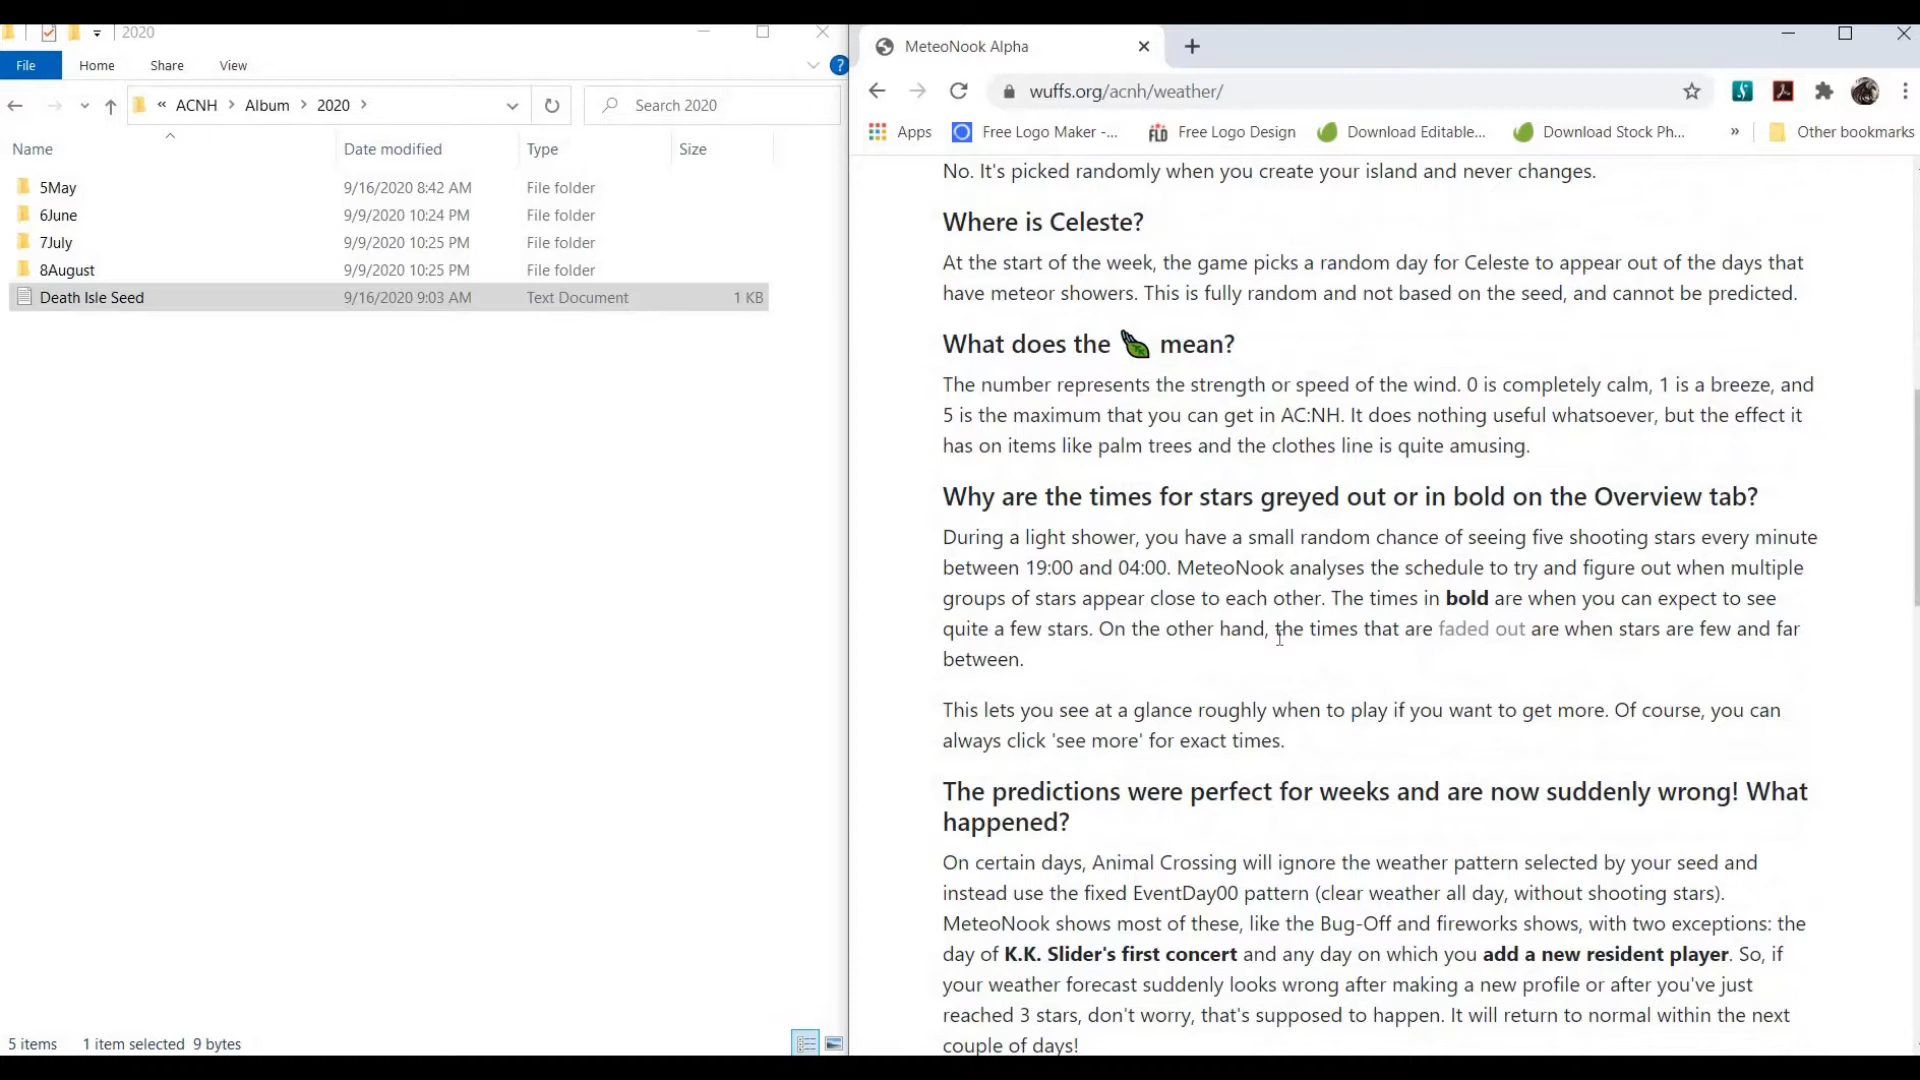 2020
File Home Share View
ACNH Album 2020
Search 2020
Name Date modified Type Size
5May 9/16/2020 8:42 AM File folder
6June 9/9/2020 10:24 PM File folder
7July 9/9/2020 10:25 PM File folder
8August 9/9/2020 10:25 PM File folder
Death Isle Seed 9/16/2020 9:03 AM Text Document 1 KB
5 items 1 item selected 9 bytes
MeteoNook Alpha
wuffs.org/acnh/weather/
Apps Free Logo Maker -... FLD Free Logo Design Download Editable... Download Stock Ph... » Other bookmarks
No. It's picked randomly when you create your island and never changes.
Where is Celeste?
At the start of the week, the game picks a random day for Celeste to appear out of the days that
have meteor showers. This is fully random and not based on the seed, and cannot be predicted.
What does the mean?
The number represents the strength or speed of the wind. 0 is completely calm, 1 is a breeze, and
5 is the maximum that you can get in AC:NH. It does nothing useful whatsoever, but the effect it
has on items like palm trees and the clothes line is quite amusing.
Why are the times for stars greyed out or in bold on the Overview tab?
During a light shower, you have a small random chance of seeing five shooting stars every minute
between 19:00 and 04:00. MeteoNook analyses the schedule to try and figure out when multiple
groups of stars appear close to each other. The times in bold are when you can expect to see
quite a few stars. On the other hand, the times that are faded out are when stars are few and far
between.
This lets you see at a glance roughly when to play if you want to get more. Of course, you can
always click 'see more' for exact times.
The predictions were perfect for weeks and are now suddenly wrong! What
happened?
On certain days, Animal Crossing will ignore the weather pattern selected by your seed and
instead use the fixed EventDay00 pattern (clear weather all day, without shooting stars).
MeteoNook shows most of these, like the Bug-Off and fireworks shows, with two exceptions: the
day of K.K. Slider's first concert and any day on which you add a new resident player. So, if
your weather forecast suddenly looks wrong after making a new profile or after you've just
reached 3 stars, don't worry, that's supposed to happen. It will return to normal within the next
couple of days!